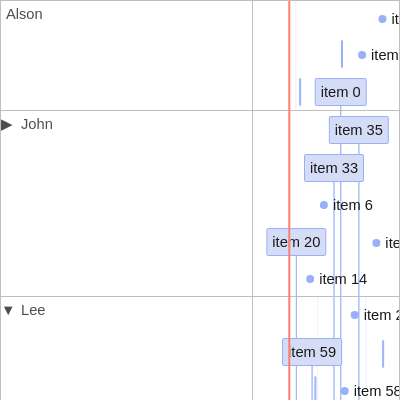 Alson
it
item
item 0
▶ John
item 35
item 33
item 6
item 20
ite
item 14
▼ Lee
item 2
item 59
item 58